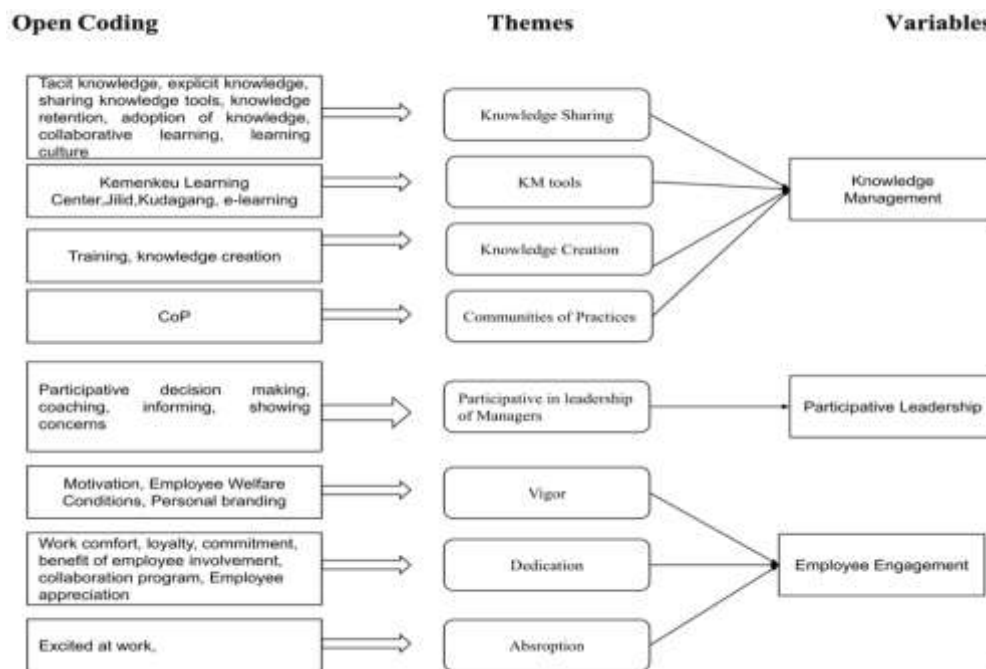 Open Coding
Themes
Variables
Tacit knowledge, explicit knowledge,
sharing knowledge tools, knowledge
retention, adoption of knowledge,
collaborative learning, learning
culture
Knowledge Sharing
Kemenkeu Learning
Center,Jilid,Kudagang, e-learning
KM tools
Knowledge
Management
Training, knowledge creation
Knowledge Creation
CoP
Communities of Practices
Participative decision making,
coaching, informing, showing
concerns
Participative in leadership
of Managers
Participative Leadership
Motivation, Employee Welfare
Conditions, Personal branding
Vigor
Work comfort, loyalty, commitment,
benefit of employee involvement,
collaboration program, Employee
appreciation
Dedication
Employee Engagement
Excited at work,
Absroption